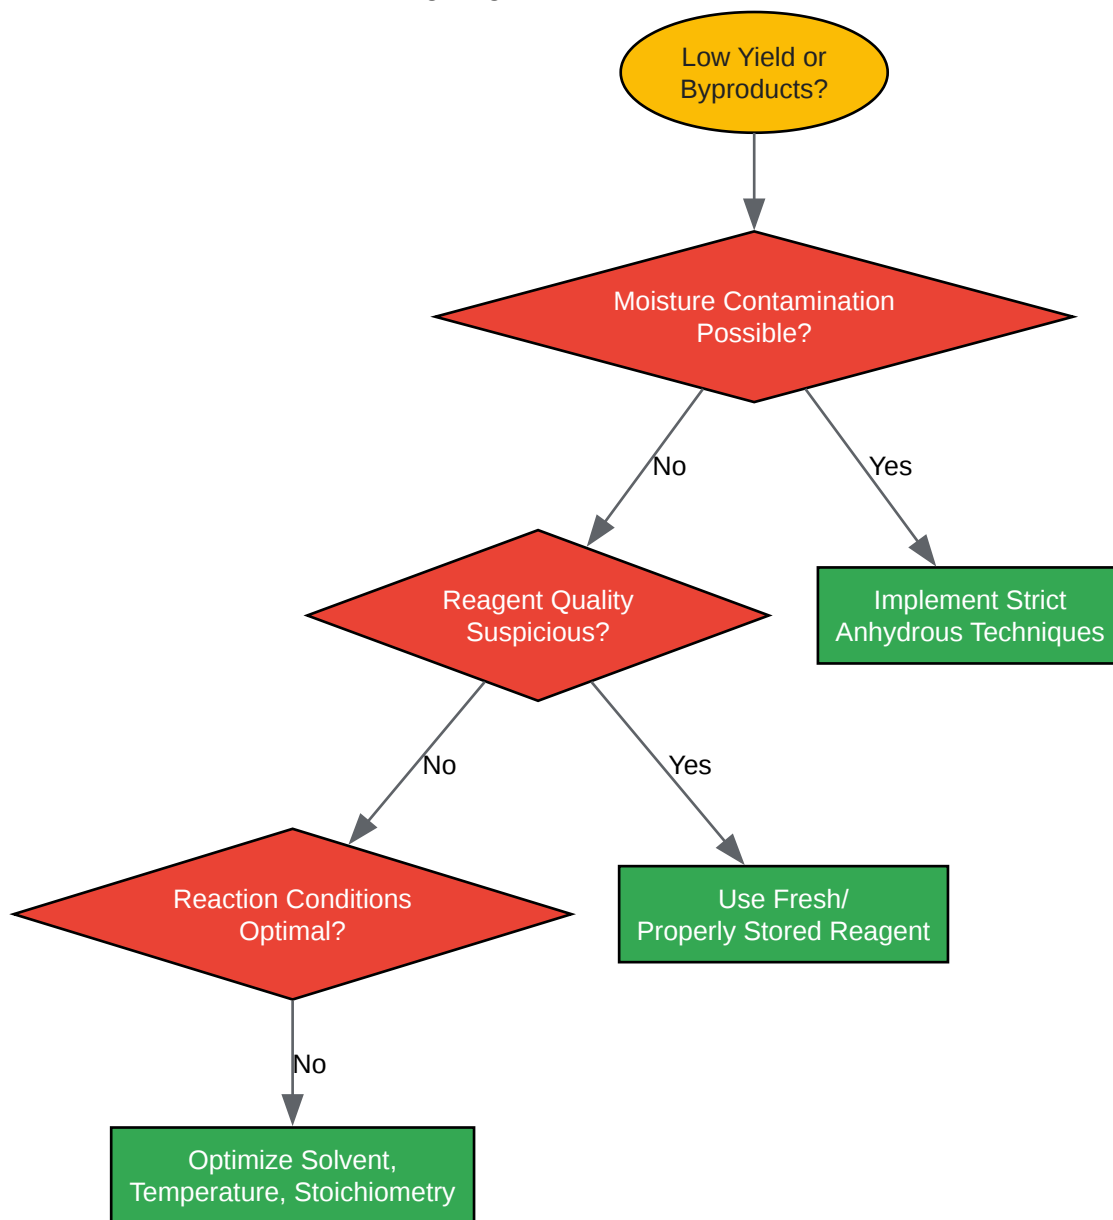 Low Yield or
Byproducts?
Moisture Contamination
Possible?
No
Yes
Reagent Quality
Suspicious?
Implement Strict
Anhydrous Techniques
No
Yes
Reaction Conditions
Optimal?
Use Fresh/
Properly Stored Reagent
No
Optimize Solvent,
Temperature, Stoichiometry